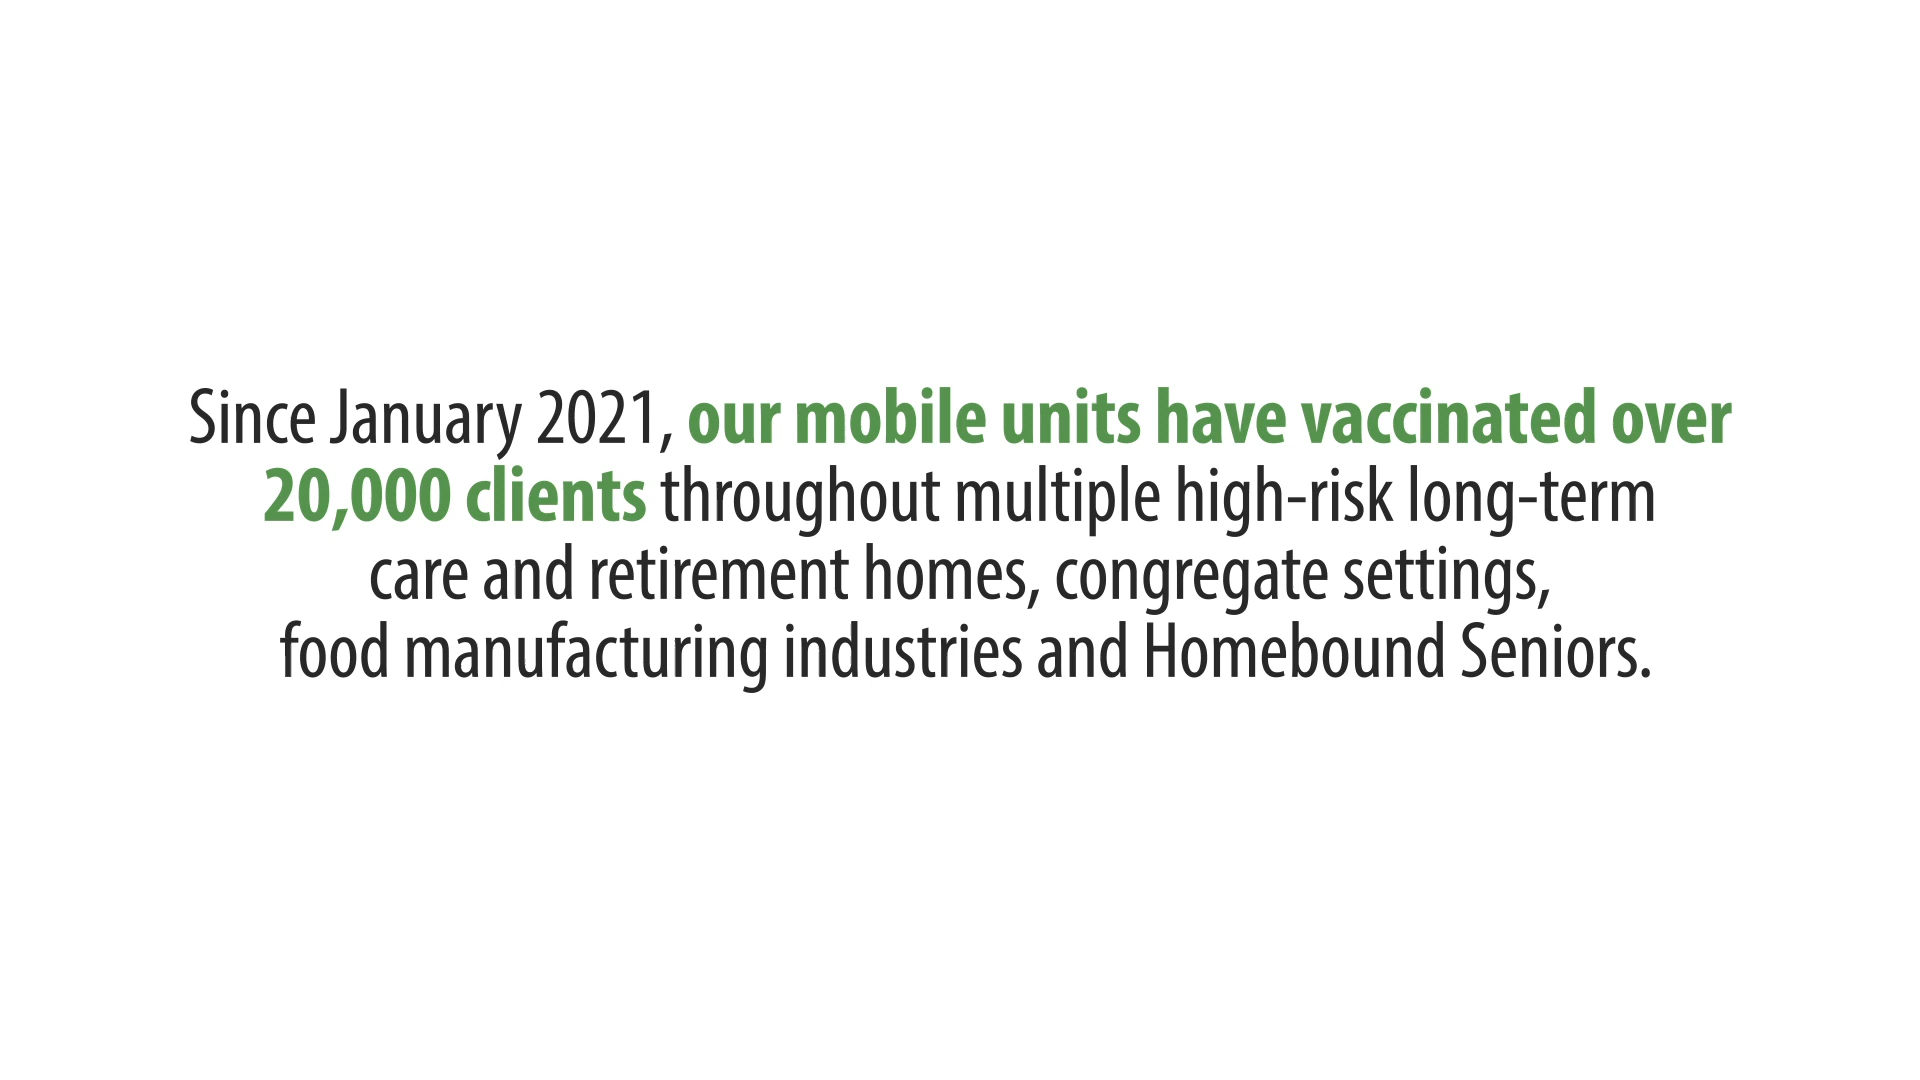 Since January 2021, our mobile units have vaccinated over
20,000 clients throughout multiple high-risk long-term
care and retirement homes, congregate settings,
food manufacturing industries and Homebound Seniors.